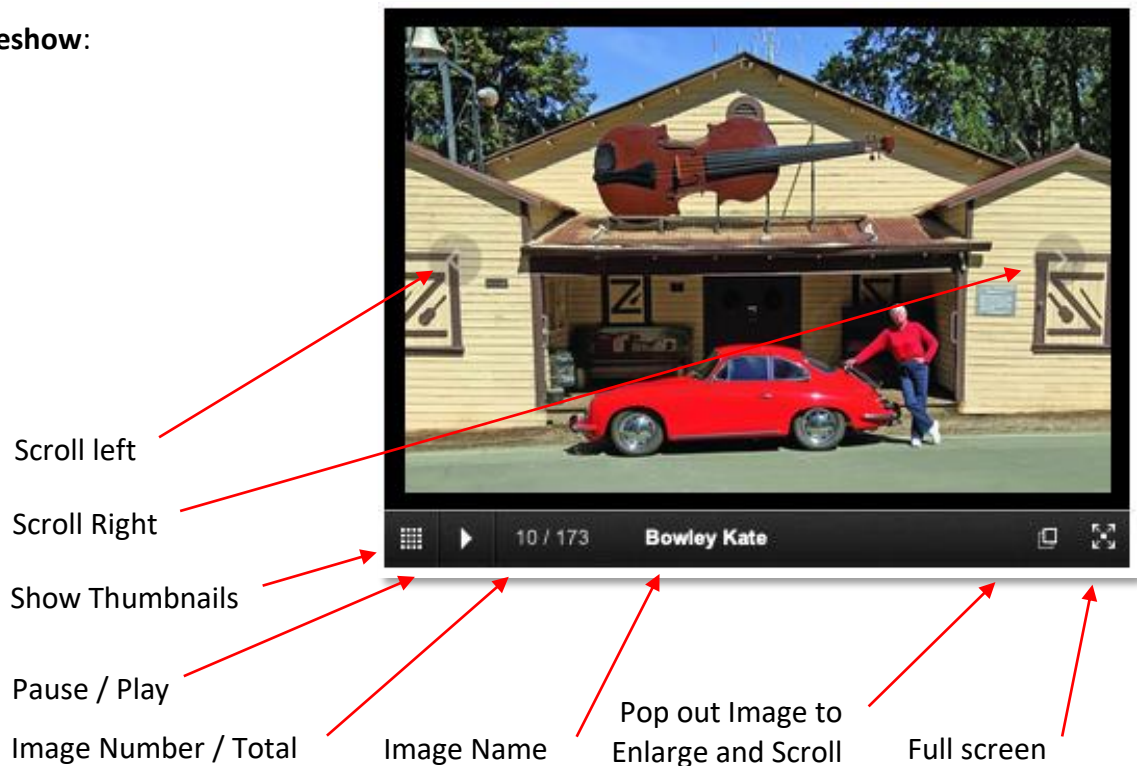 eshow:
10 / 173
Bowley Kate
Scroll left
Scroll Right
Show Thumbnails
Pause / Play
Image Number / Total
Image Name
Pop out Image to
Enlarge and Scroll
Full screen